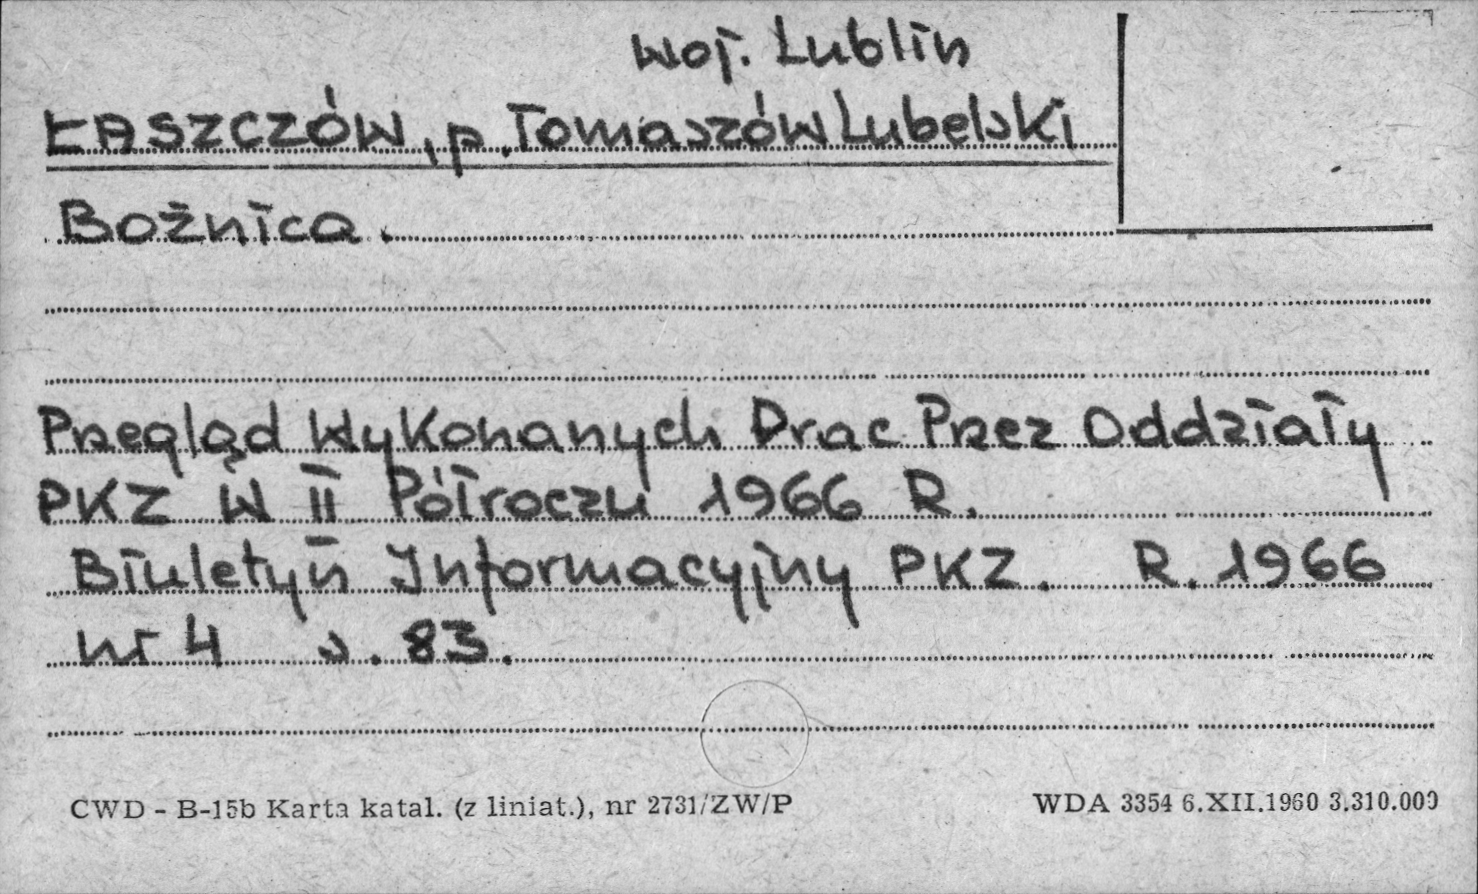 woj. Lublin
ŁASZCZÓW, p. Tomaszów Lubelski
Bożnica.
Przegląd Wykonanych Prac Przez Oddziały
PKZ W II Półroczu 1966 R.
Biuletyń Informacyjny PKZ. R. 1966
nr 4 s. 83.
CWD - B-15b Karta katal. (z liniat.), nr 2731/ZW/P
WDA 3354 6.XII.1960 3.310.000